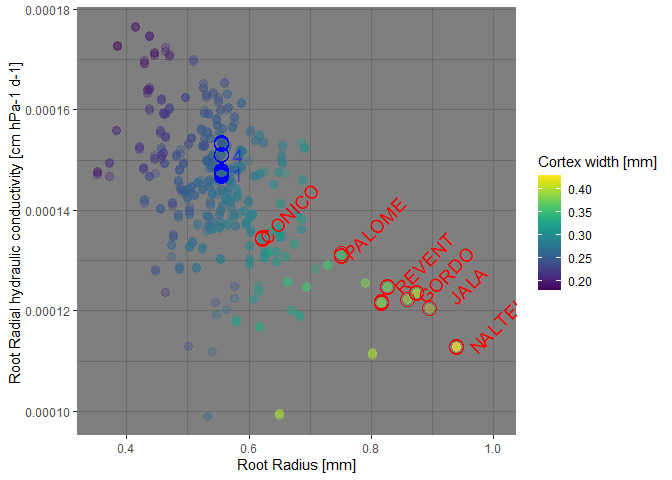 0.00018
0.00016
0.00014
0.00012
0.00010
Root Radial hydraulic conductivity [cm hPa-1 d-1]
0.4
0.6
0.8
1.0
Root Radius [mm]
Cortex width [mm]
0.40
0.35
0.30
0.25
0.20
4
1
CONICO
PALOME
REVENT
GORDO
JALA
NALTE